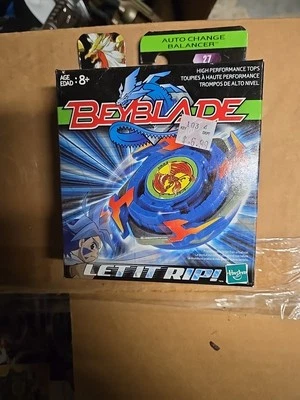 AUTO CHANGE
BALANCER
27
HIGH PERFORMANCE TOPS
TOUPIES À HAUTE PERFORMANCE
TROMPOS DE ALTO NIVEL
AGE
EDAD : 8+
BEYBLADE
LET IT RIP!
Hasbro